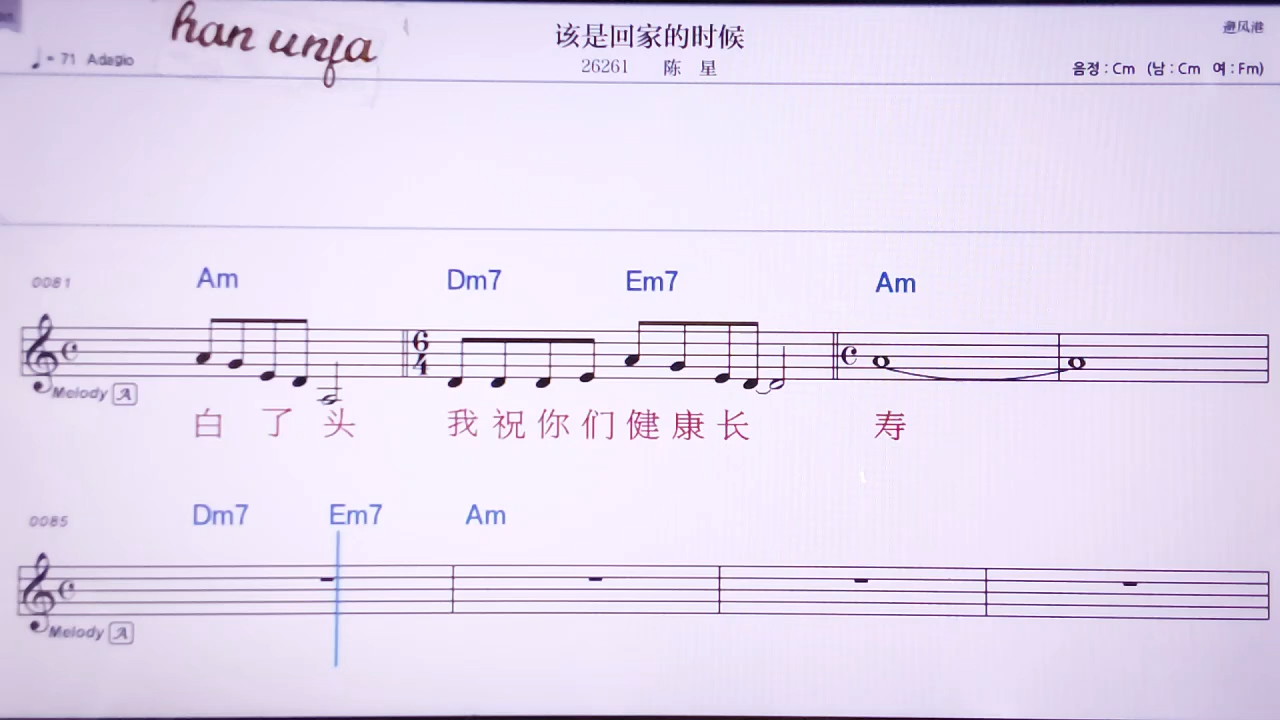 han unfa
♩ = 71 Adagio
该是回家的时候
26261 陈 星
避风港
음정 : Cm (남 : Cm 여 : Fm)
0081
Am Dm7 Em7 Am
6
4
Melody A
白 了 头 我 祝 你 们 健 康 长 寿
0085
Dm7 Em7 Am
Melody A